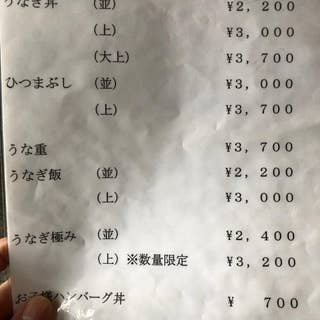 うなぎ丼 （並） ¥2,200
（上） ¥3,000
（大上） ¥3,700
ひつまぶし （並） ¥3,000
（上） ¥3,700
うな重 ¥3,700
うなぎ飯 （並） ¥2,200
（上） ¥3,000
うなぎ極み （並） ¥2,400
（上）※数量限定 ¥3,200
お子様ハンバーグ丼 ¥ 700